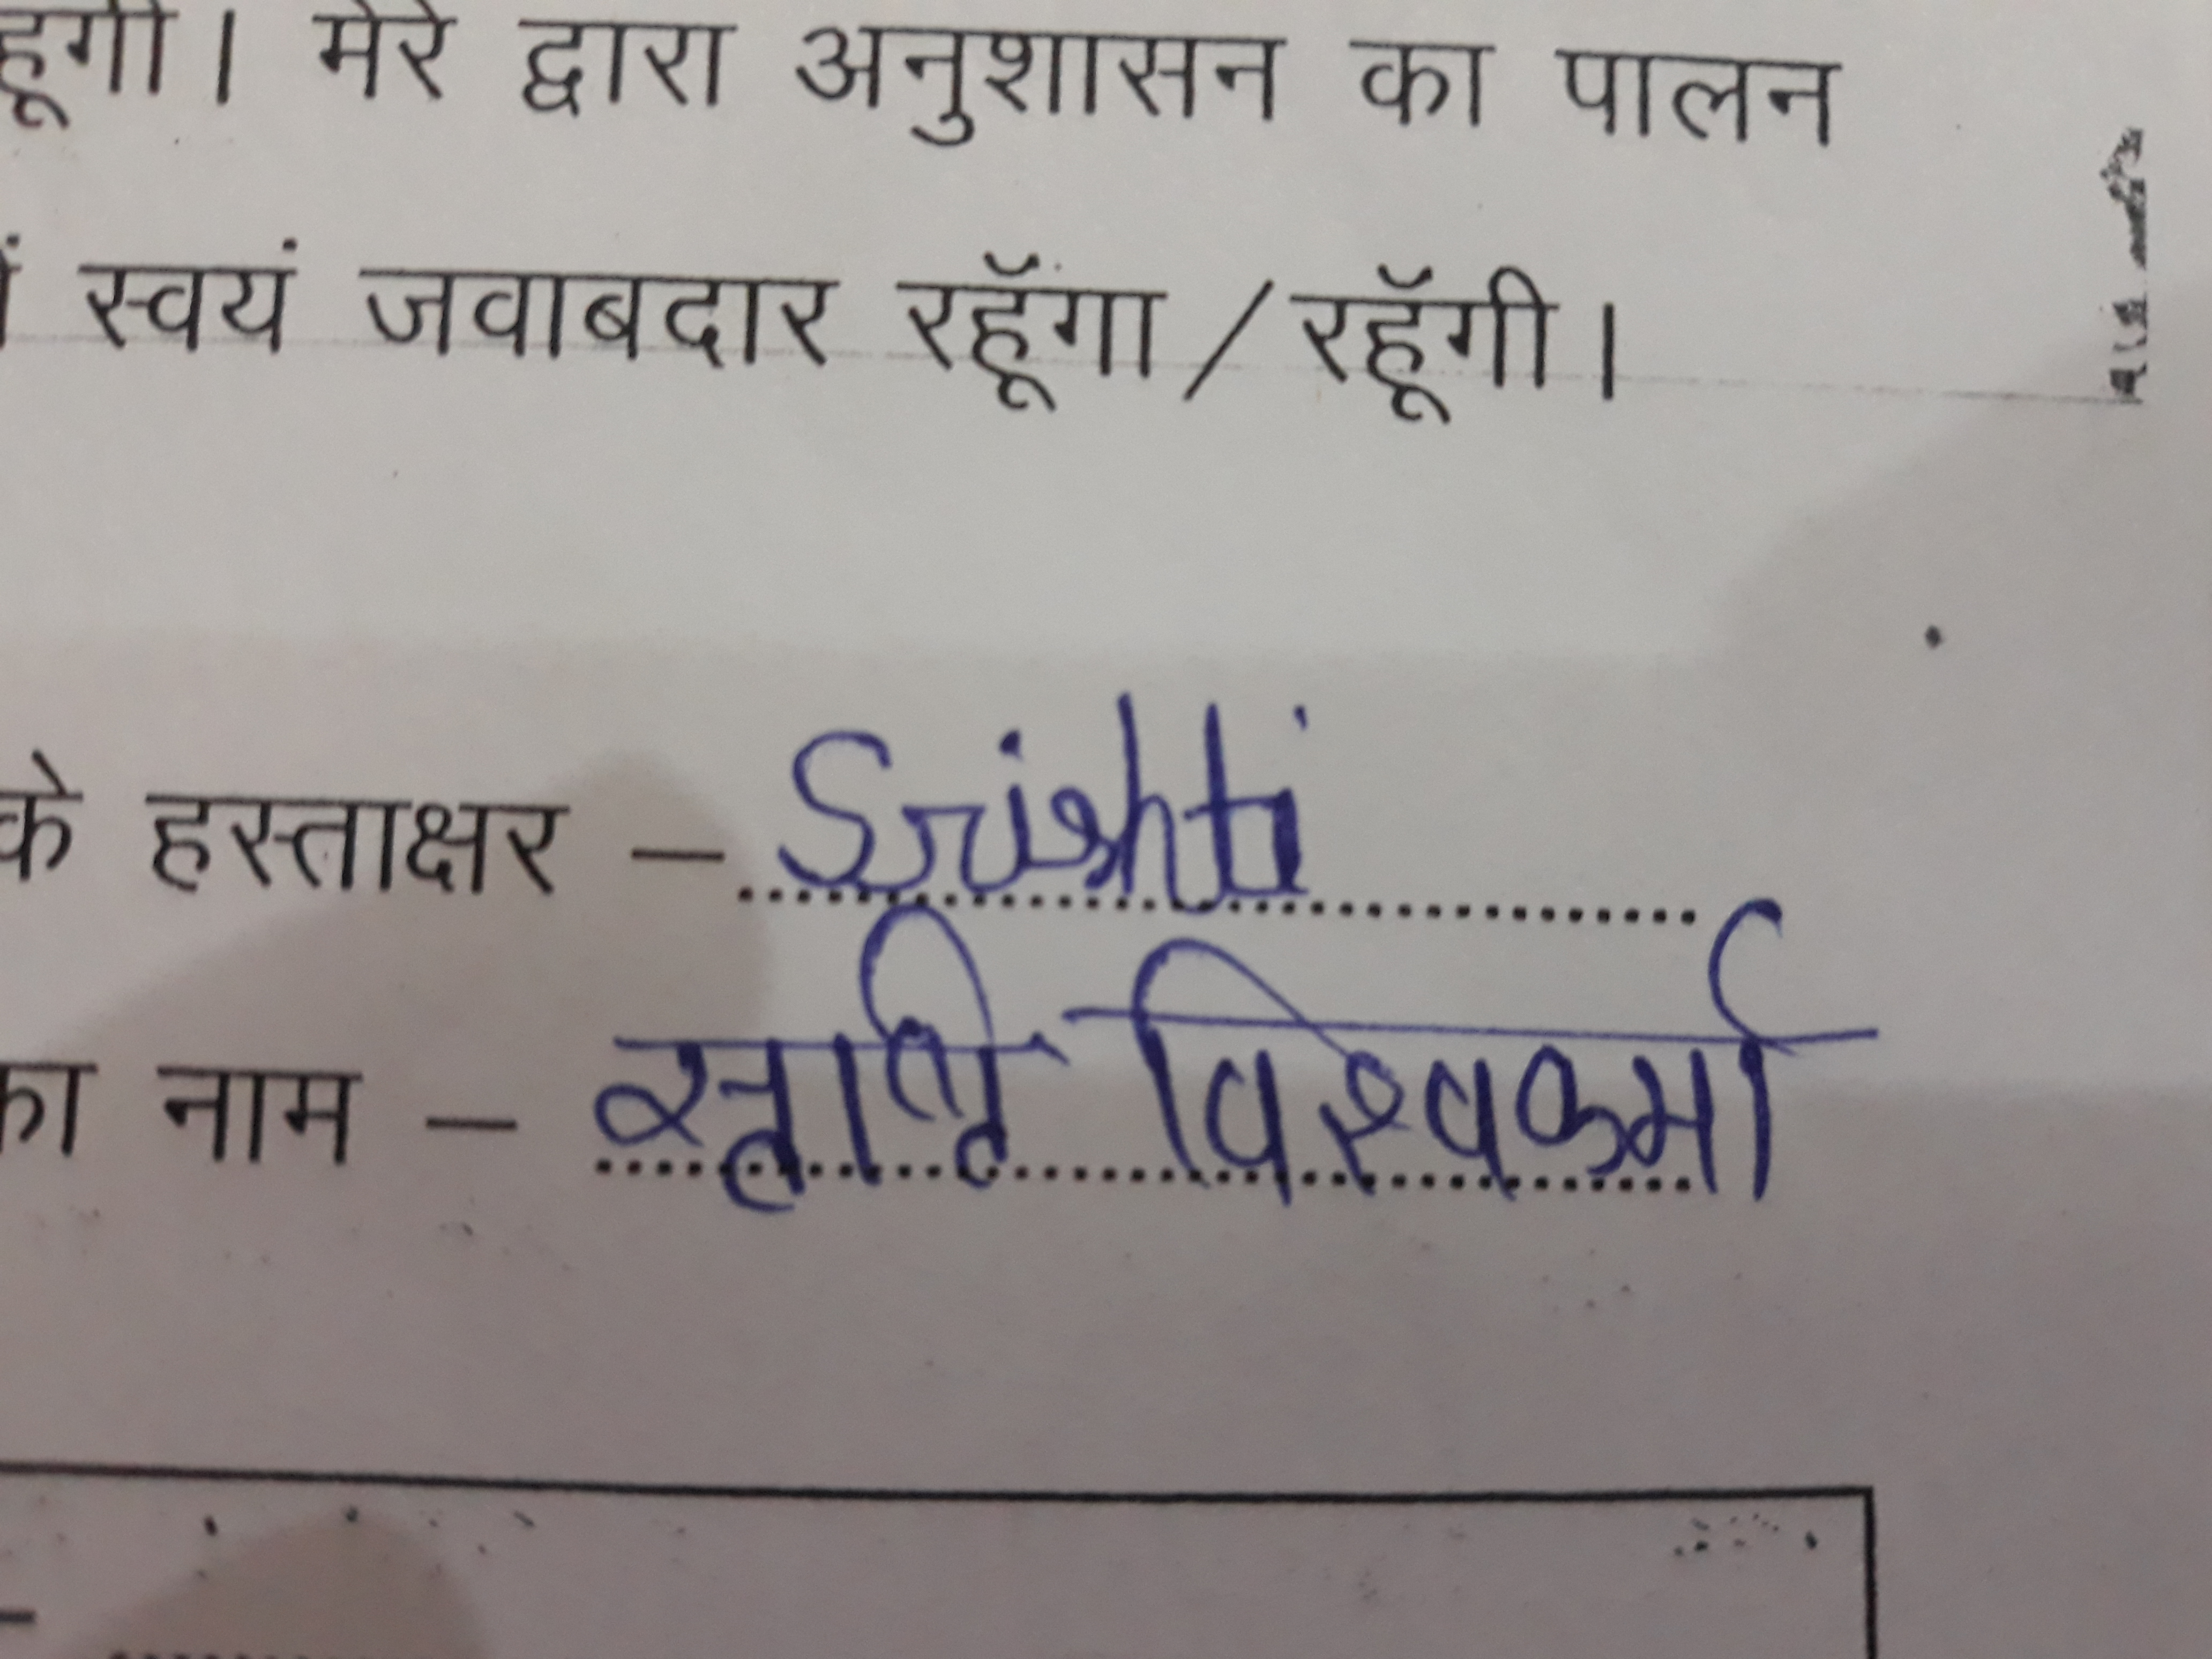 हूगी। मेरे द्वारा अनुशासन का पालन
में स्वयं जवाबदार रहूॅंगा / रहूॅगी।
के हस्ताक्षर – Srishti
का नाम – सृष्टि विश्वकर्मा